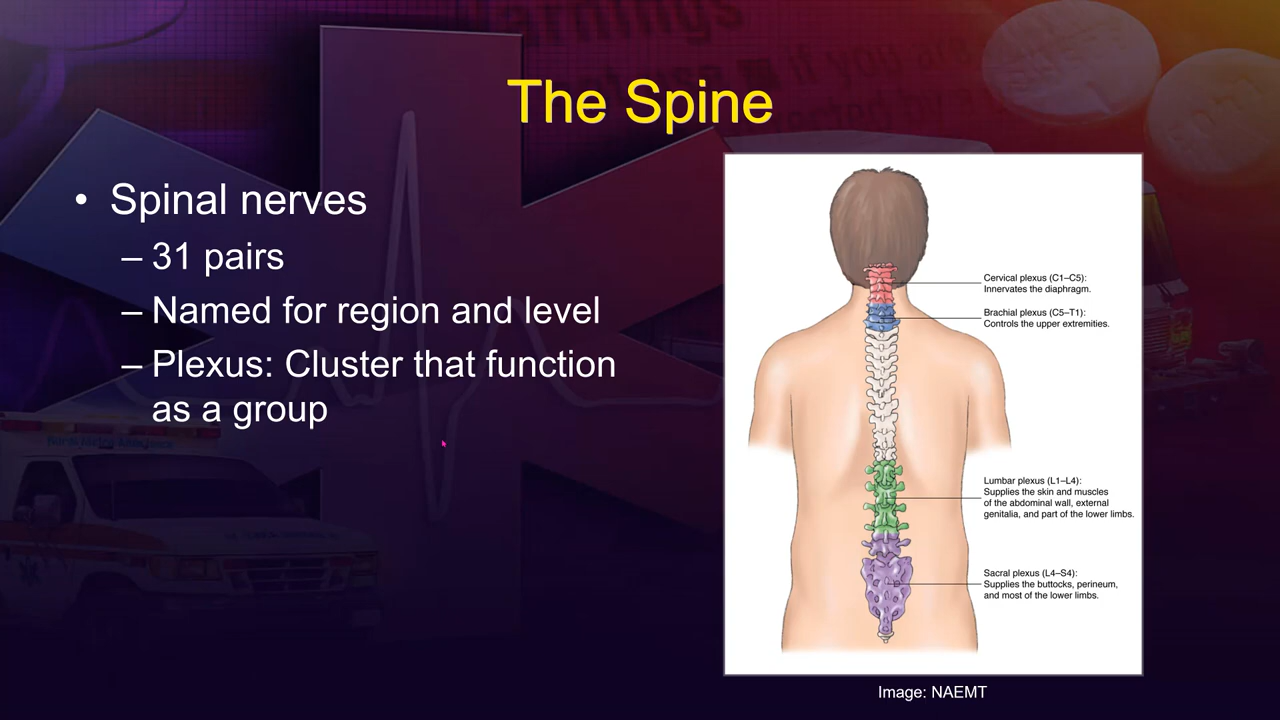 The Spine
• Spinal nerves
– 31 pairs
– Named for region and level
– Plexus: Cluster that function
as a group
Cervical plexus (C1–C5):
Innervates the diaphragm.
Brachial plexus (C5–T1):
Controls the upper extremities.
Lumbar plexus (L1–L4):
Supplies the skin and muscles
of the abdominal wall, external
genitalia, and part of the lower limbs.
Sacral plexus (L4–S4):
Supplies the buttocks, perineum,
and most of the lower limbs.
Image: NAEMT